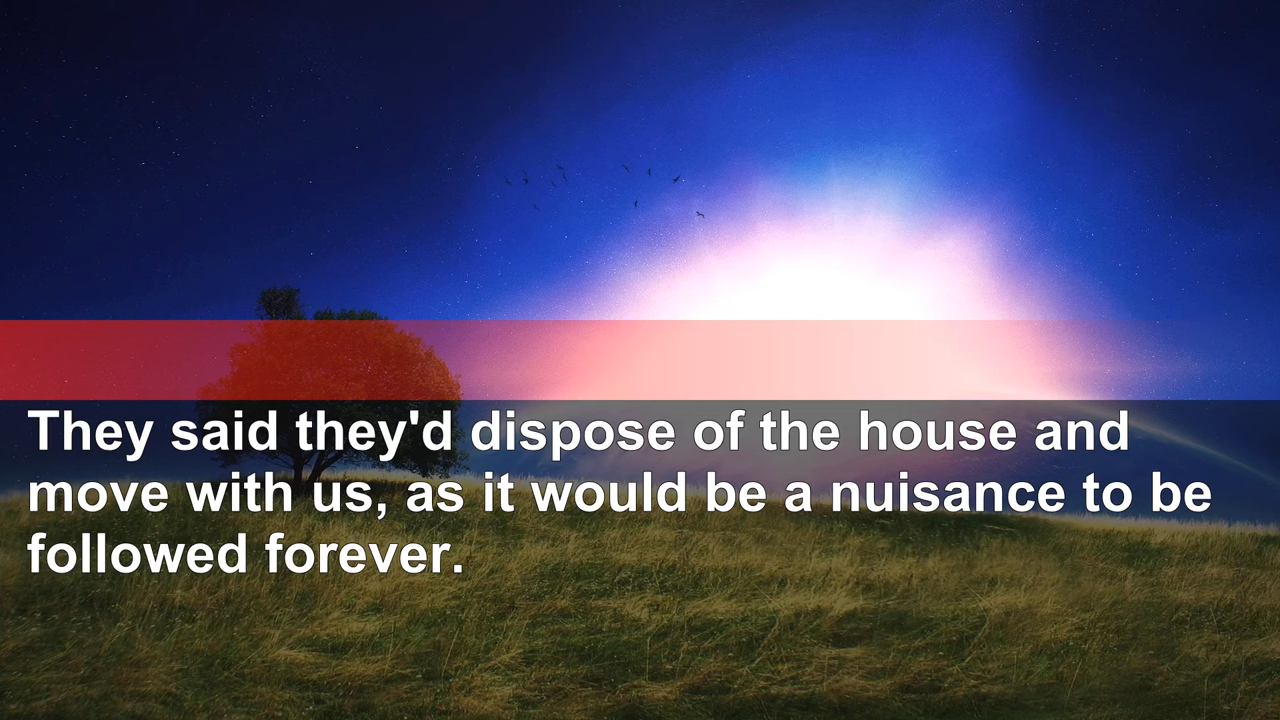 They said they'd dispose of the house and
move with us, as it would be a nuisance to be
followed forever.